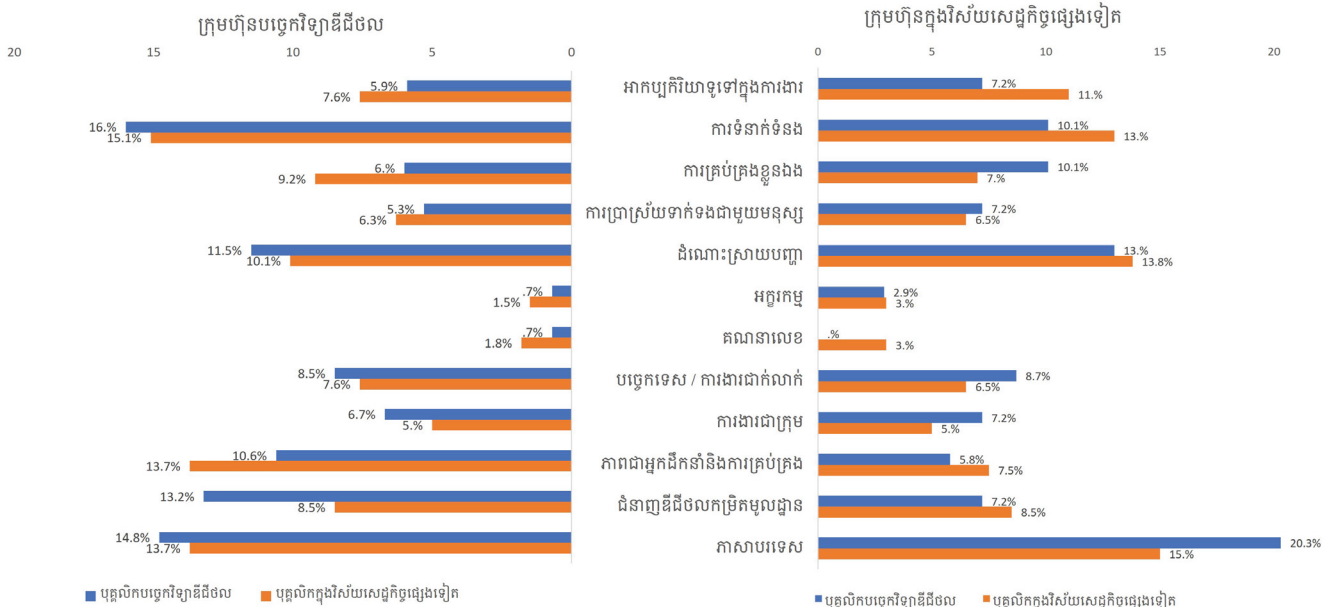 ក្រុមហ៊ុនបច្ចេកវិទ្យាឌីជីថល
20 15 10 5 0
5.9%
7.6%
16.%
15.1%
6.%
9.2%
5.3%
6.3%
11.5%
10.1%
.7%
1.5%
.7%
1.8%
8.5%
7.6%
6.7%
5.%
10.6%
13.7%
13.2%
8.5%
14.8%
13.7%
បុគ្គលិកបច្ចេកវិទ្យាឌីជីថល បុគ្គលិកក្នុងវិស័យសេដ្ឋកិច្ចផ្សេងទៀត
ក្រុមហ៊ុនក្នុងវិស័យសេដ្ឋកិច្ចផ្សេងទៀត
0 5 10 15 20
អាកប្បកិរិយាទូទៅក្នុងការងារ
7.2%
11.%
ការទំនាក់ទំនង
10.1%
13.%
ការគ្រប់គ្រងខ្លួនឯង
10.1%
7.%
ការប្រាស្រ័យទាក់ទងជាមួយមនុស្ស
7.2%
6.5%
ដំណោះស្រាយបញ្ហា
13.%
13.8%
អក្ខរកម្ម
2.9%
3.%
គណនាលេខ
.%
3.%
បច្ចេកទេស / ការងារជាក់លាក់
8.7%
6.5%
ការងារជាក្រុម
7.2%
5.%
ភាពជាអ្នកដឹកនាំនិងការគ្រប់គ្រង
5.8%
7.5%
ជំនាញឌីជីថលកម្រិតមូលដ្ឋាន
7.2%
8.5%
ភាសាបរទេស
20.3%
15.%
បុគ្គលិកបច្ចេកវិទ្យាឌីជីថល បុគ្គលិកក្នុងវិស័យសេដ្ឋកិច្ចផ្សេងទៀត